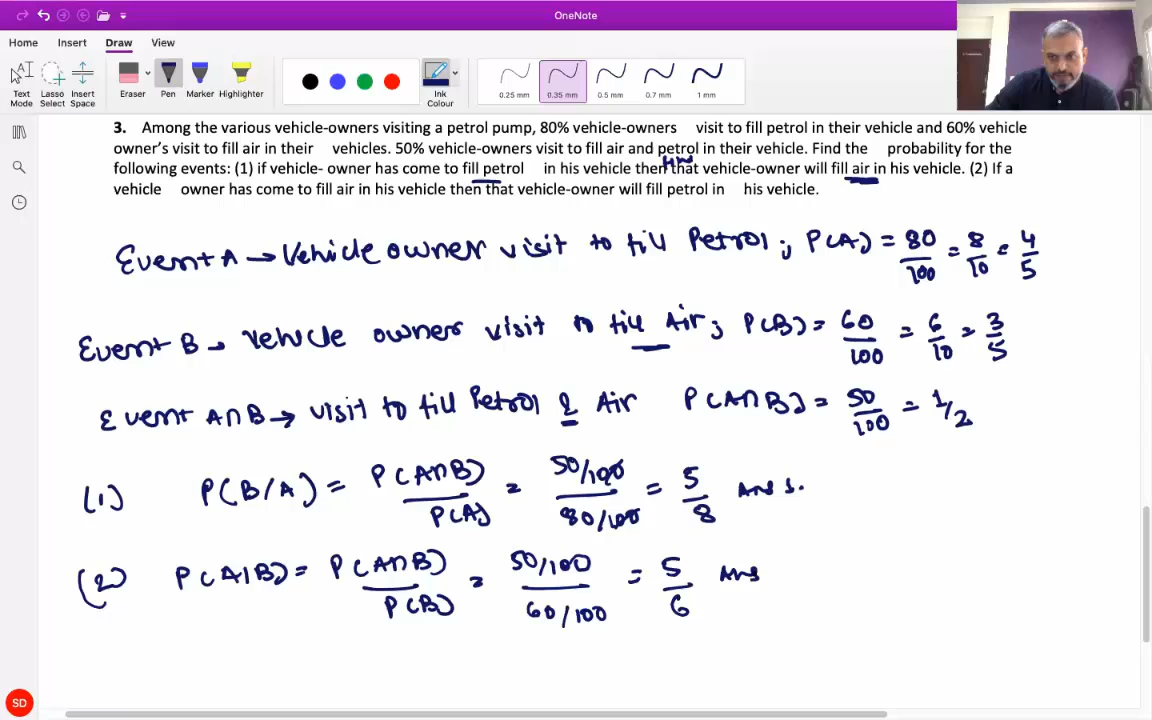 OneNote
Home Insert Draw View
Text Mode Lasso Select Insert Space Eraser Pen Marker Highlighter Ink Colour 0.25 mm 0.35 mm 0.5 mm 0.7 mm 1 mm
3. Among the various vehicle-owners visiting a petrol pump, 80% vehicle-owners visit to fill petrol in their vehicle and 60% vehicle
owner's visit to fill air in their vehicles. 50% vehicle-owners visit to fill air and petrol in their vehicle. Find the probability for the
following events: (1) if vehicle- owner has come to fill petrol in his vehicle then that vehicle-owner will fill air in his vehicle. (2) If a
vehicle owner has come to fill air in his vehicle then that vehicle-owner will fill petrol in his vehicle.
Event A → Vehicle owner visit to fill Petrol ; P(A) = 80/100 = 8/10 = 4/5
Event B → Vehicle owner visit to fill Air ; P(B) = 60/100 = 6/10 = 3/5
Event A∩B → visit to fill Petrol & Air P(A∩B) = 50/100 = 1/2
(1) P(B/A) = P(A∩B)/P(A) = 50/100/80/100 = 5/8 Ans.
(2) P(A|B) = P(A∩B)/P(B) = 50/100/60/100 = 5/6 Ans
SD